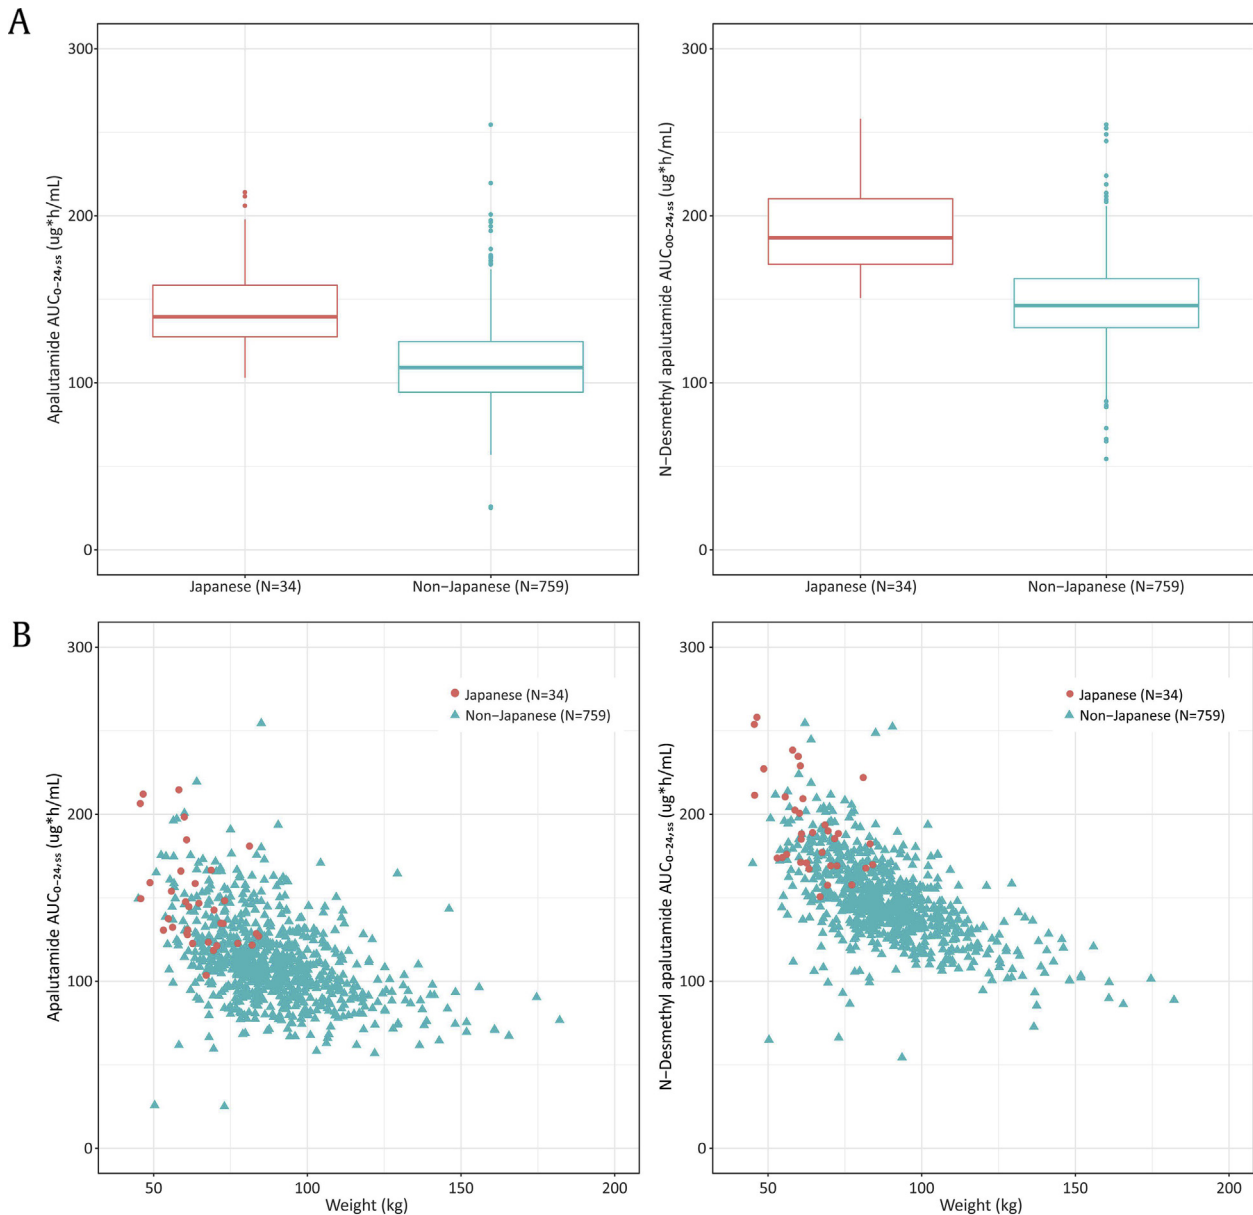 A
Apalutamide AUC0−24,ss (ug*h/mL)
300
200
100
0
Japanese (N=34)
Non−Japanese (N=759)
N−Desmethyl apalutamide AUC00−24,ss (ug*h/mL)
300
200
100
0
Japanese (N=34)
Non−Japanese (N=759)
B
Apalutamide AUC0−24,ss (ug*h/mL)
300
200
100
0
Japanese (N=34)
Non−Japanese (N=759)
50
100
150
200
Weight (kg)
N−Desmethyl apalutamide AUC0−24,ss (ug*h/mL)
300
200
100
0
Japanese (N=34)
Non−Japanese (N=759)
50
100
150
200
Weight (kg)